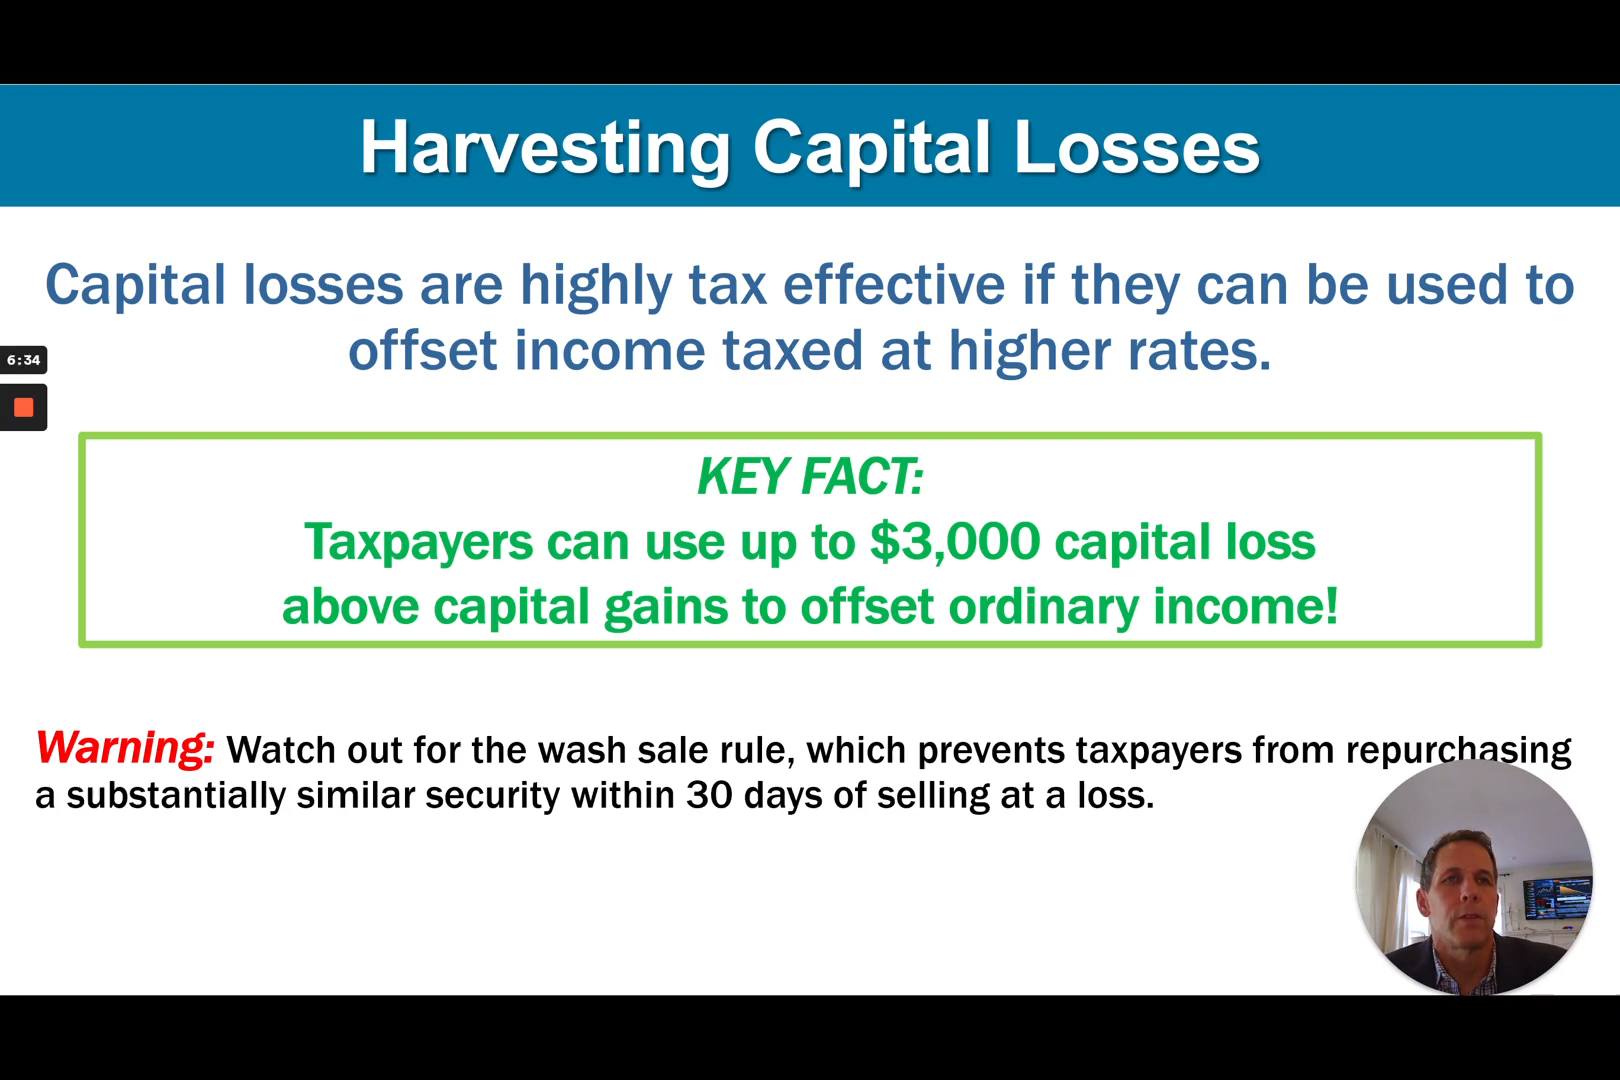 Harvesting Capital Losses
Capital losses are highly tax effective if they can be used to
offset income taxed at higher rates.
6:34
KEY FACT:
Taxpayers can use up to $3,000 capital loss
above capital gains to offset ordinary income!
Warning: Watch out for the wash sale rule, which prevents taxpayers from repurchasing
a substantially similar security within 30 days of selling at a loss.